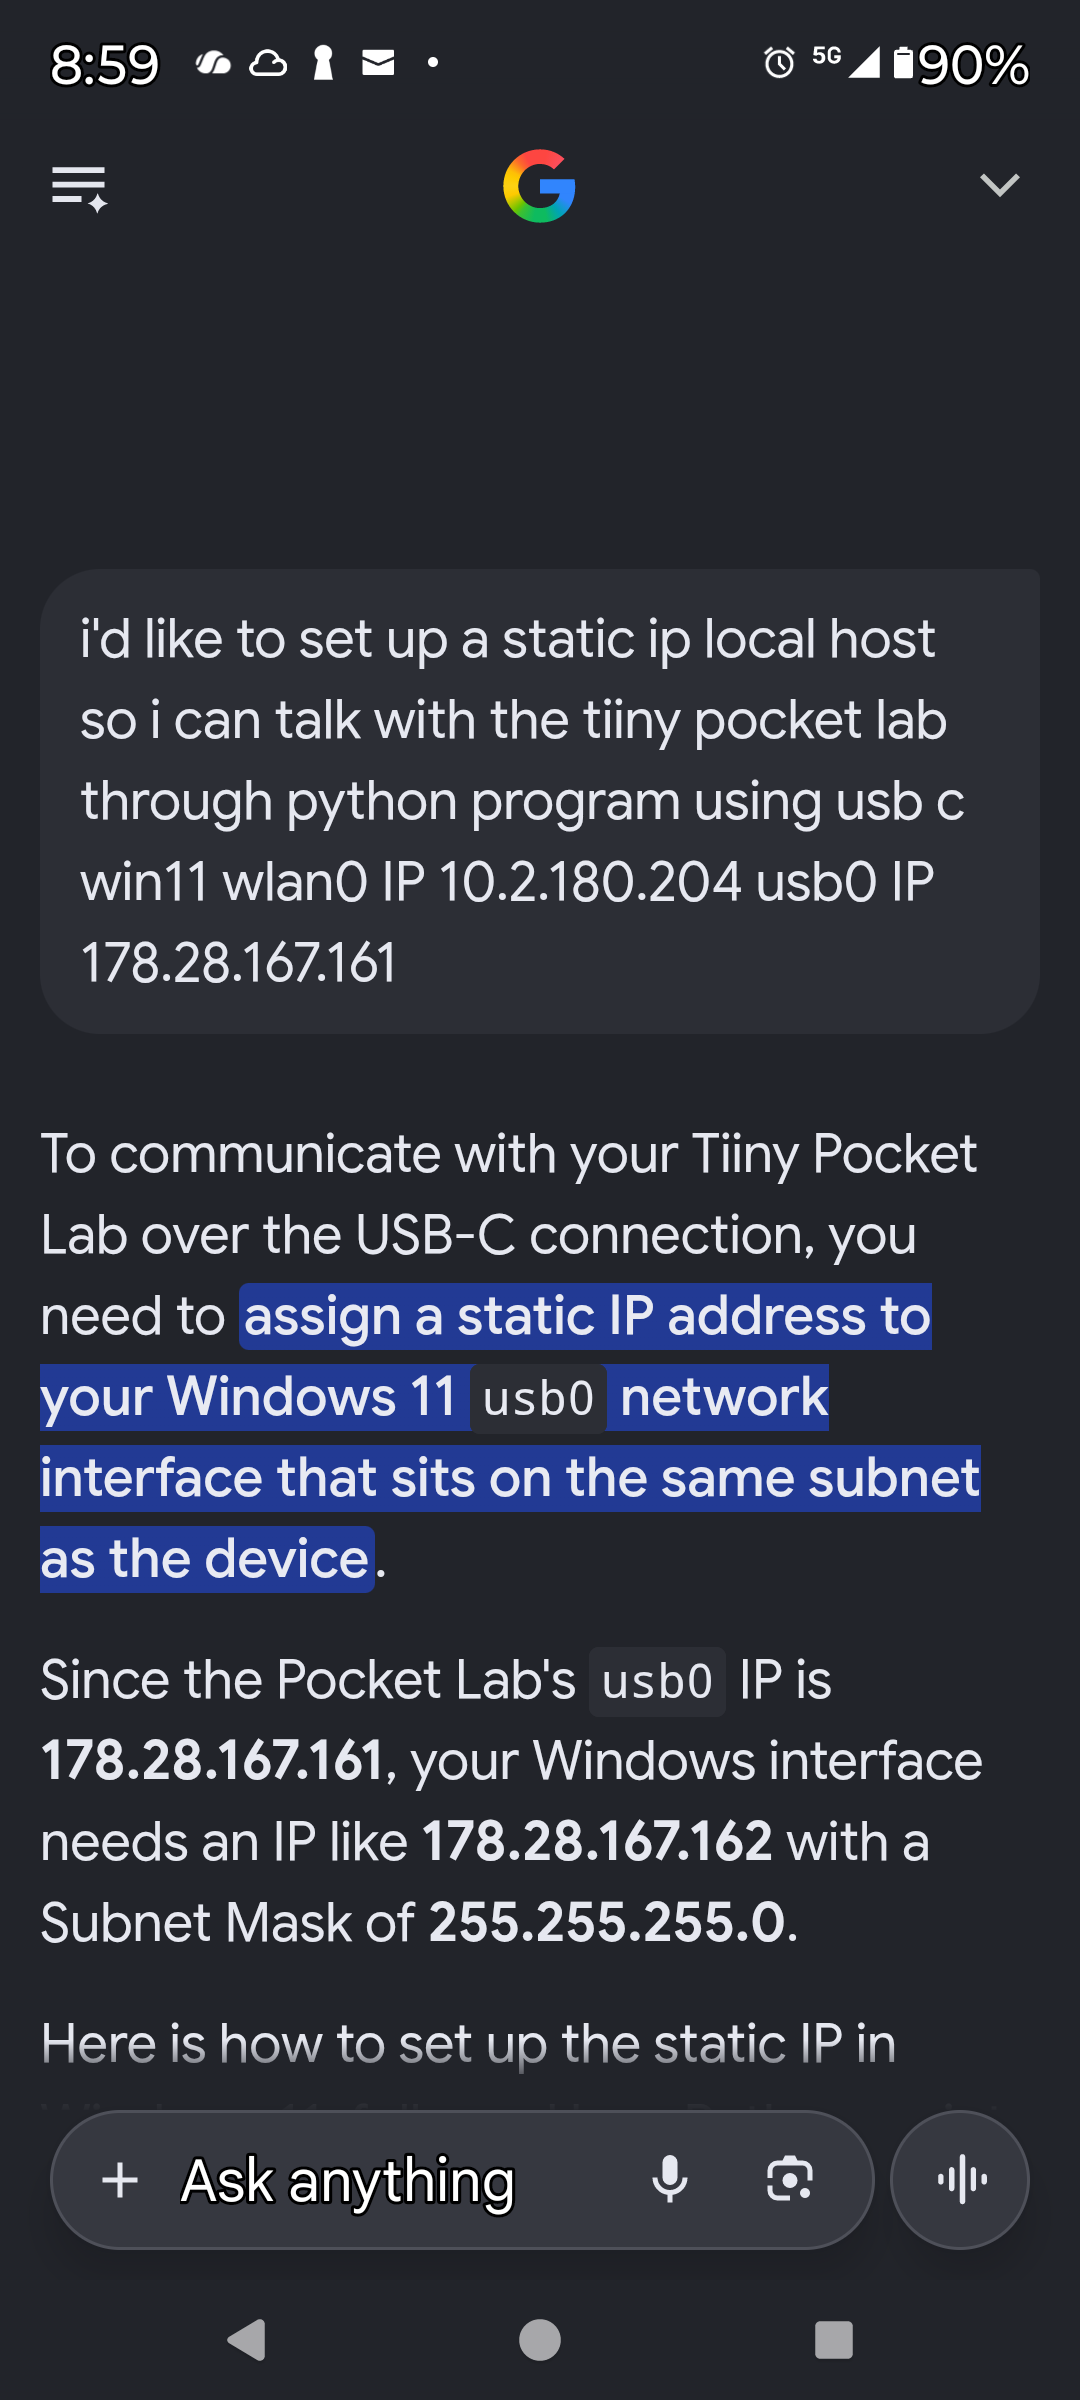 8:59
5G
90%
i'd like to set up a static ip local host
so i can talk with the tiiny pocket lab
through python program using usb c
win11 wlan0 IP 10.2.180.204 usb0 IP
178.28.167.161
To communicate with your Tiiny Pocket
Lab over the USB-C connection, you
need to assign a static IP address to
your Windows 11 usb0 network
interface that sits on the same subnet
as the device.
Since the Pocket Lab's usb0 IP is
178.28.167.161, your Windows interface
needs an IP like 178.28.167.162 with a
Subnet Mask of 255.255.255.0.
Here is how to set up the static IP in
Ask anything